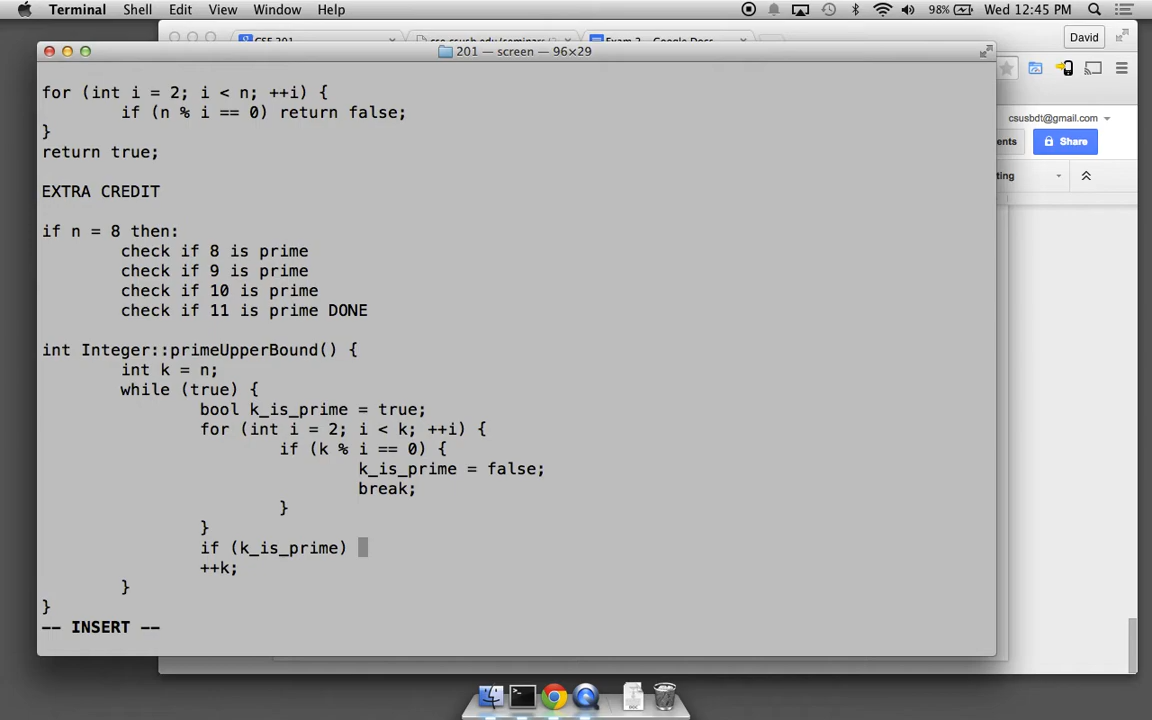 Terminal Shell Edit View Window Help 98% Wed 12:45 PM
David
201 — screen — 96×29
csusbdt@gmail.com
Share
for (int i = 2; i < n; ++i) {
if (n % i == 0) return false;
}
return true;
EXTRA CREDIT
if n = 8 then:
check if 8 is prime
check if 9 is prime
check if 10 is prime
check if 11 is prime DONE
int Integer::primeUpperBound() {
int k = n;
while (true) {
bool k_is_prime = true;
for (int i = 2; i < k; ++i) {
if (k % i == 0) {
k_is_prime = false;
break;
}
}
if (k_is_prime)
++k;
}
}
-- INSERT --